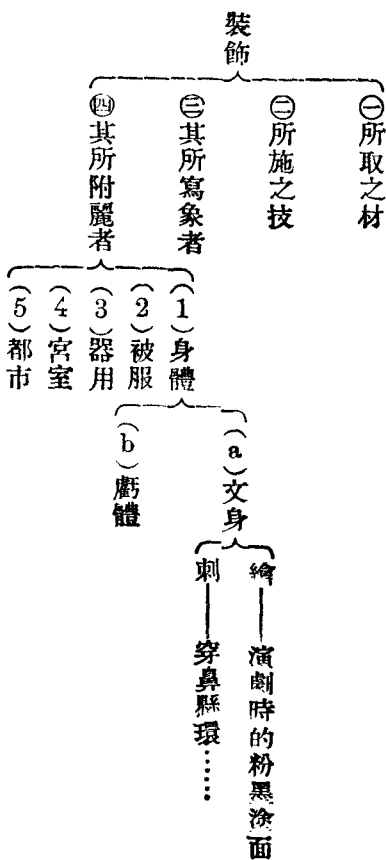 裝飾
㊀所取之材
㊁所施之技
㊂其所寫象者
㊃其所附麗者
(1)身體
(2)被服
(3)器用
(4)宮室
(5)都市
(a)文身
(b)虧體
繪——演劇時的粉墨涂面
刺——穿鼻縣環……